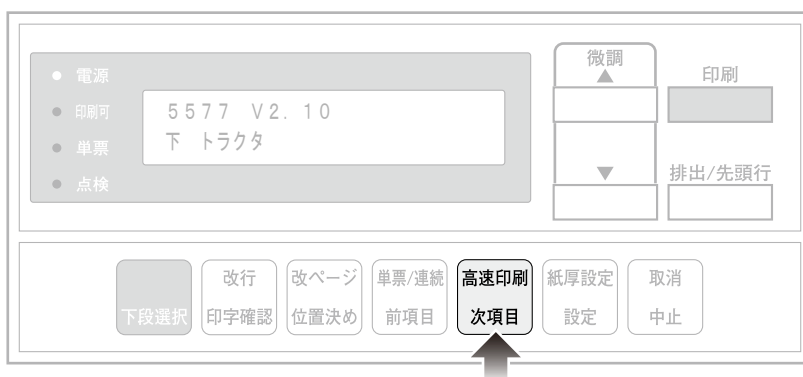 電源
印刷可
単票
点検
5577 V2.10
下 トラクタ
微調
▲
▼
印刷
排出/先頭行
下段選択
改行
印字確認
改ページ
位置決め
単票/連続
前項目
高速印刷
次項目
紙厚設定
設定
取消
中止